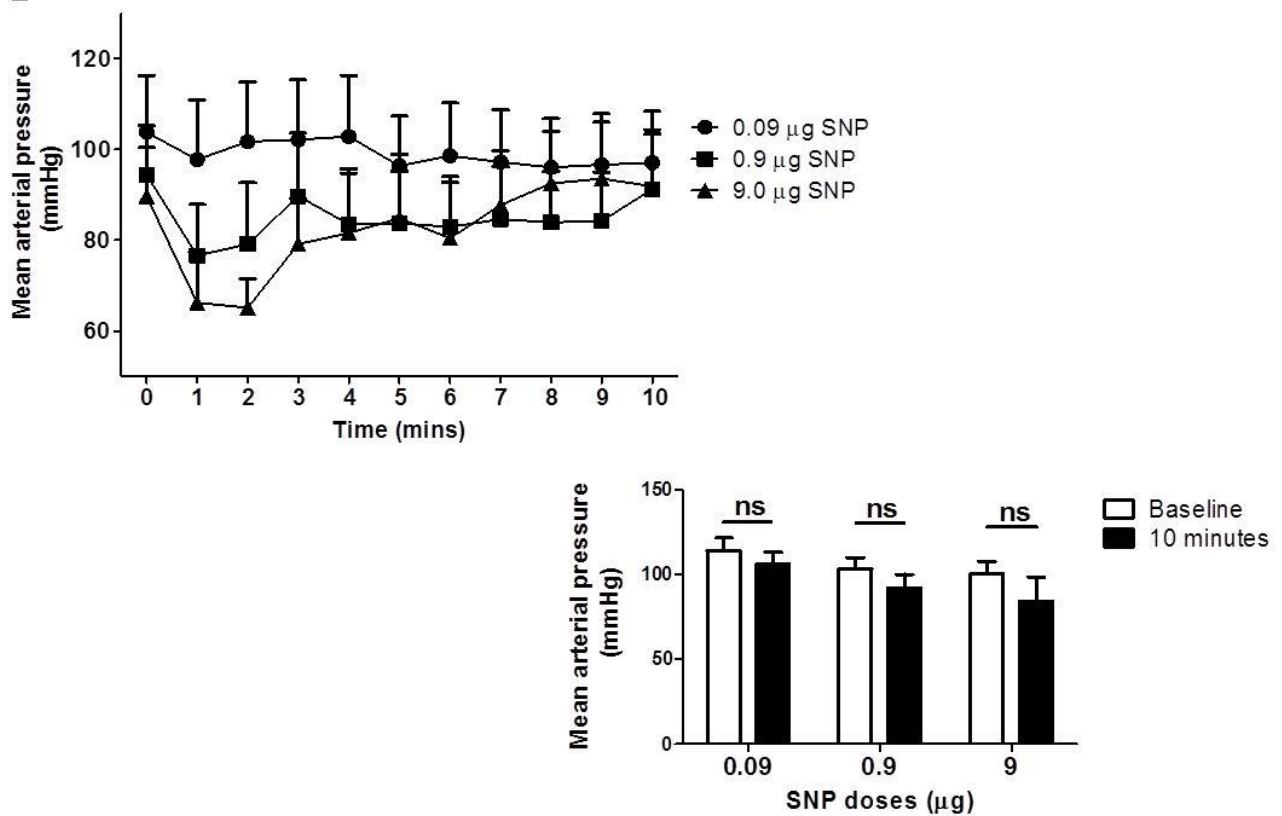 Mean arterial pressure
(mmHg)
120
100
80
60
0 1 2 3 4 5 6 7 8 9 10
Time (mins)
0.09 μg SNP
0.9 μg SNP
9.0 μg SNP
Mean arterial pressure
(mmHg)
150
100
50
0
ns ns ns
0.09 0.9 9
SNP doses (μg)
Baseline
10 minutes